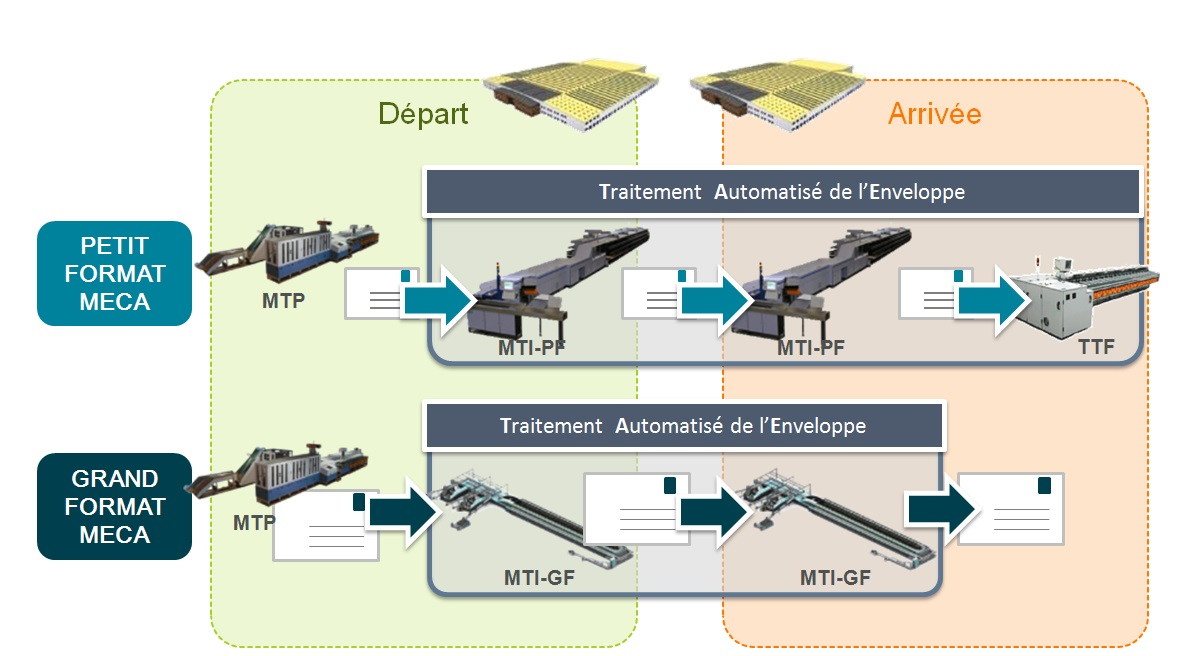 Départ
Arrivée
Traitement Automatisé de l’Enveloppe
PETIT
FORMAT
MECA
MTP
MTI-PF
MTI-PF
TTF
Traitement Automatisé de l’Enveloppe
GRAND
FORMAT
MECA
MTP
MTI-GF
MTI-GF